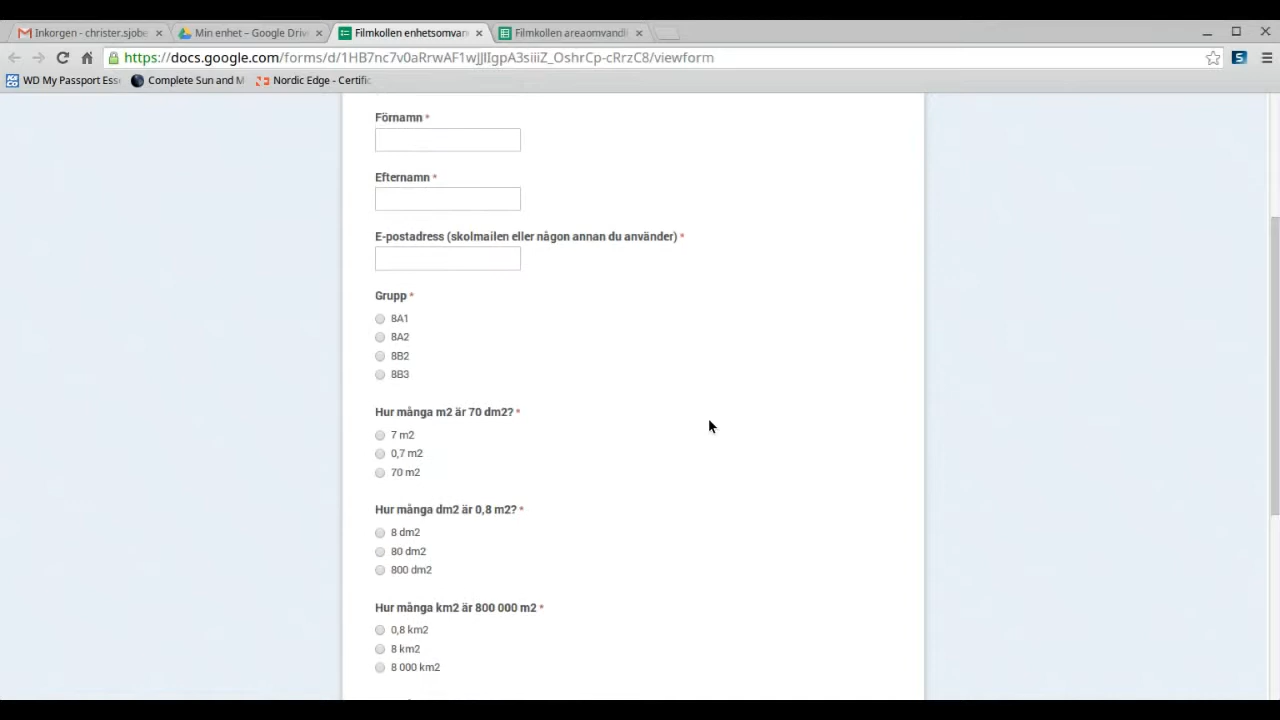 Inkorgen - christer.sjobe
Min enhet – Google Driv
Filmkollen enhetsomvan
Filmkollen areaomvandli
https://docs.google.com/forms/d/
WD My Passport Ess
Complete Sun and M
Nordic Edge - Certific
Förnamn *
Efternamn *
E-postadress (skolmailen eller någon annan du använder) *
Grupp *
8A1
8A2
8B2
8B3
Hur många m2 är 70 dm2? *
7 m2
0,7 m2
70 m2
Hur många dm2 är 0,8 m2? *
8 dm2
80 dm2
800 dm2
Hur många km2 är 800 000 m2 *
0,8 km2
8 km2
8 000 km2